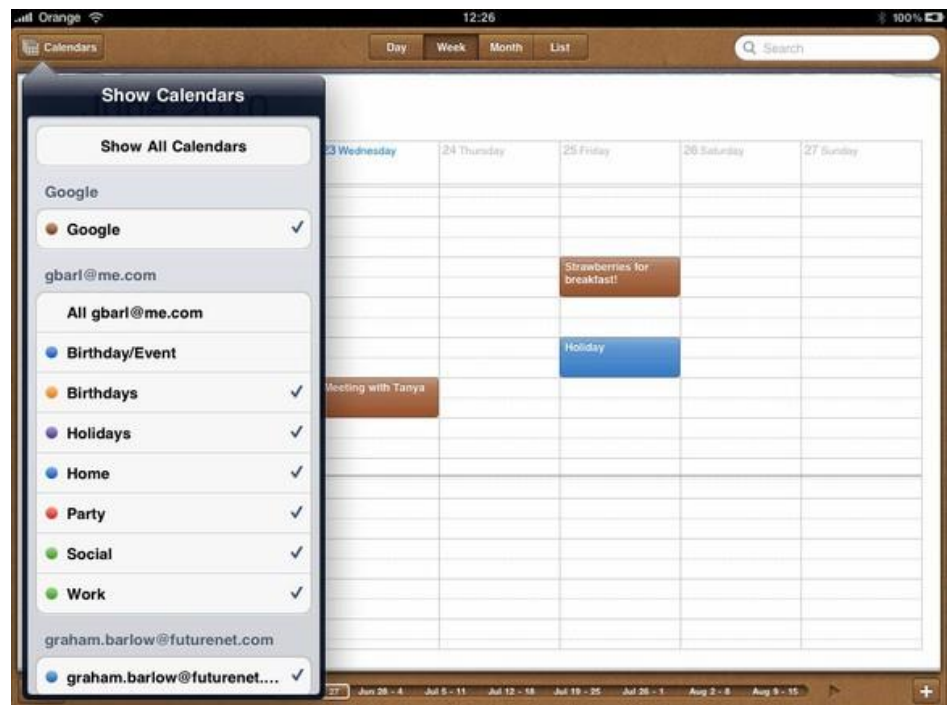 Orange
12:26
100%
Calendars
Day Week Month List
Search
Show Calendars
Show All Calendars
Google
Google
gbarl@me.com
All gbarl@me.com
Birthday/Event
Birthdays
Holidays
Home
Party
Social
Work
graham.barlow@futurenet.com
graham.barlow@futurenet....
23 Wednesday
24 Thursday
25 Friday
26 Saturday
27 Sunday
Strawberries for
breakfast!
Holiday
Meeting with Tanya
27
Jun 28 - 4
Jul 5 - 11
Jul 12 - 18
Jul 19 - 25
Jul 26 - 1
Aug 2 - 8
Aug 9 - 15
+